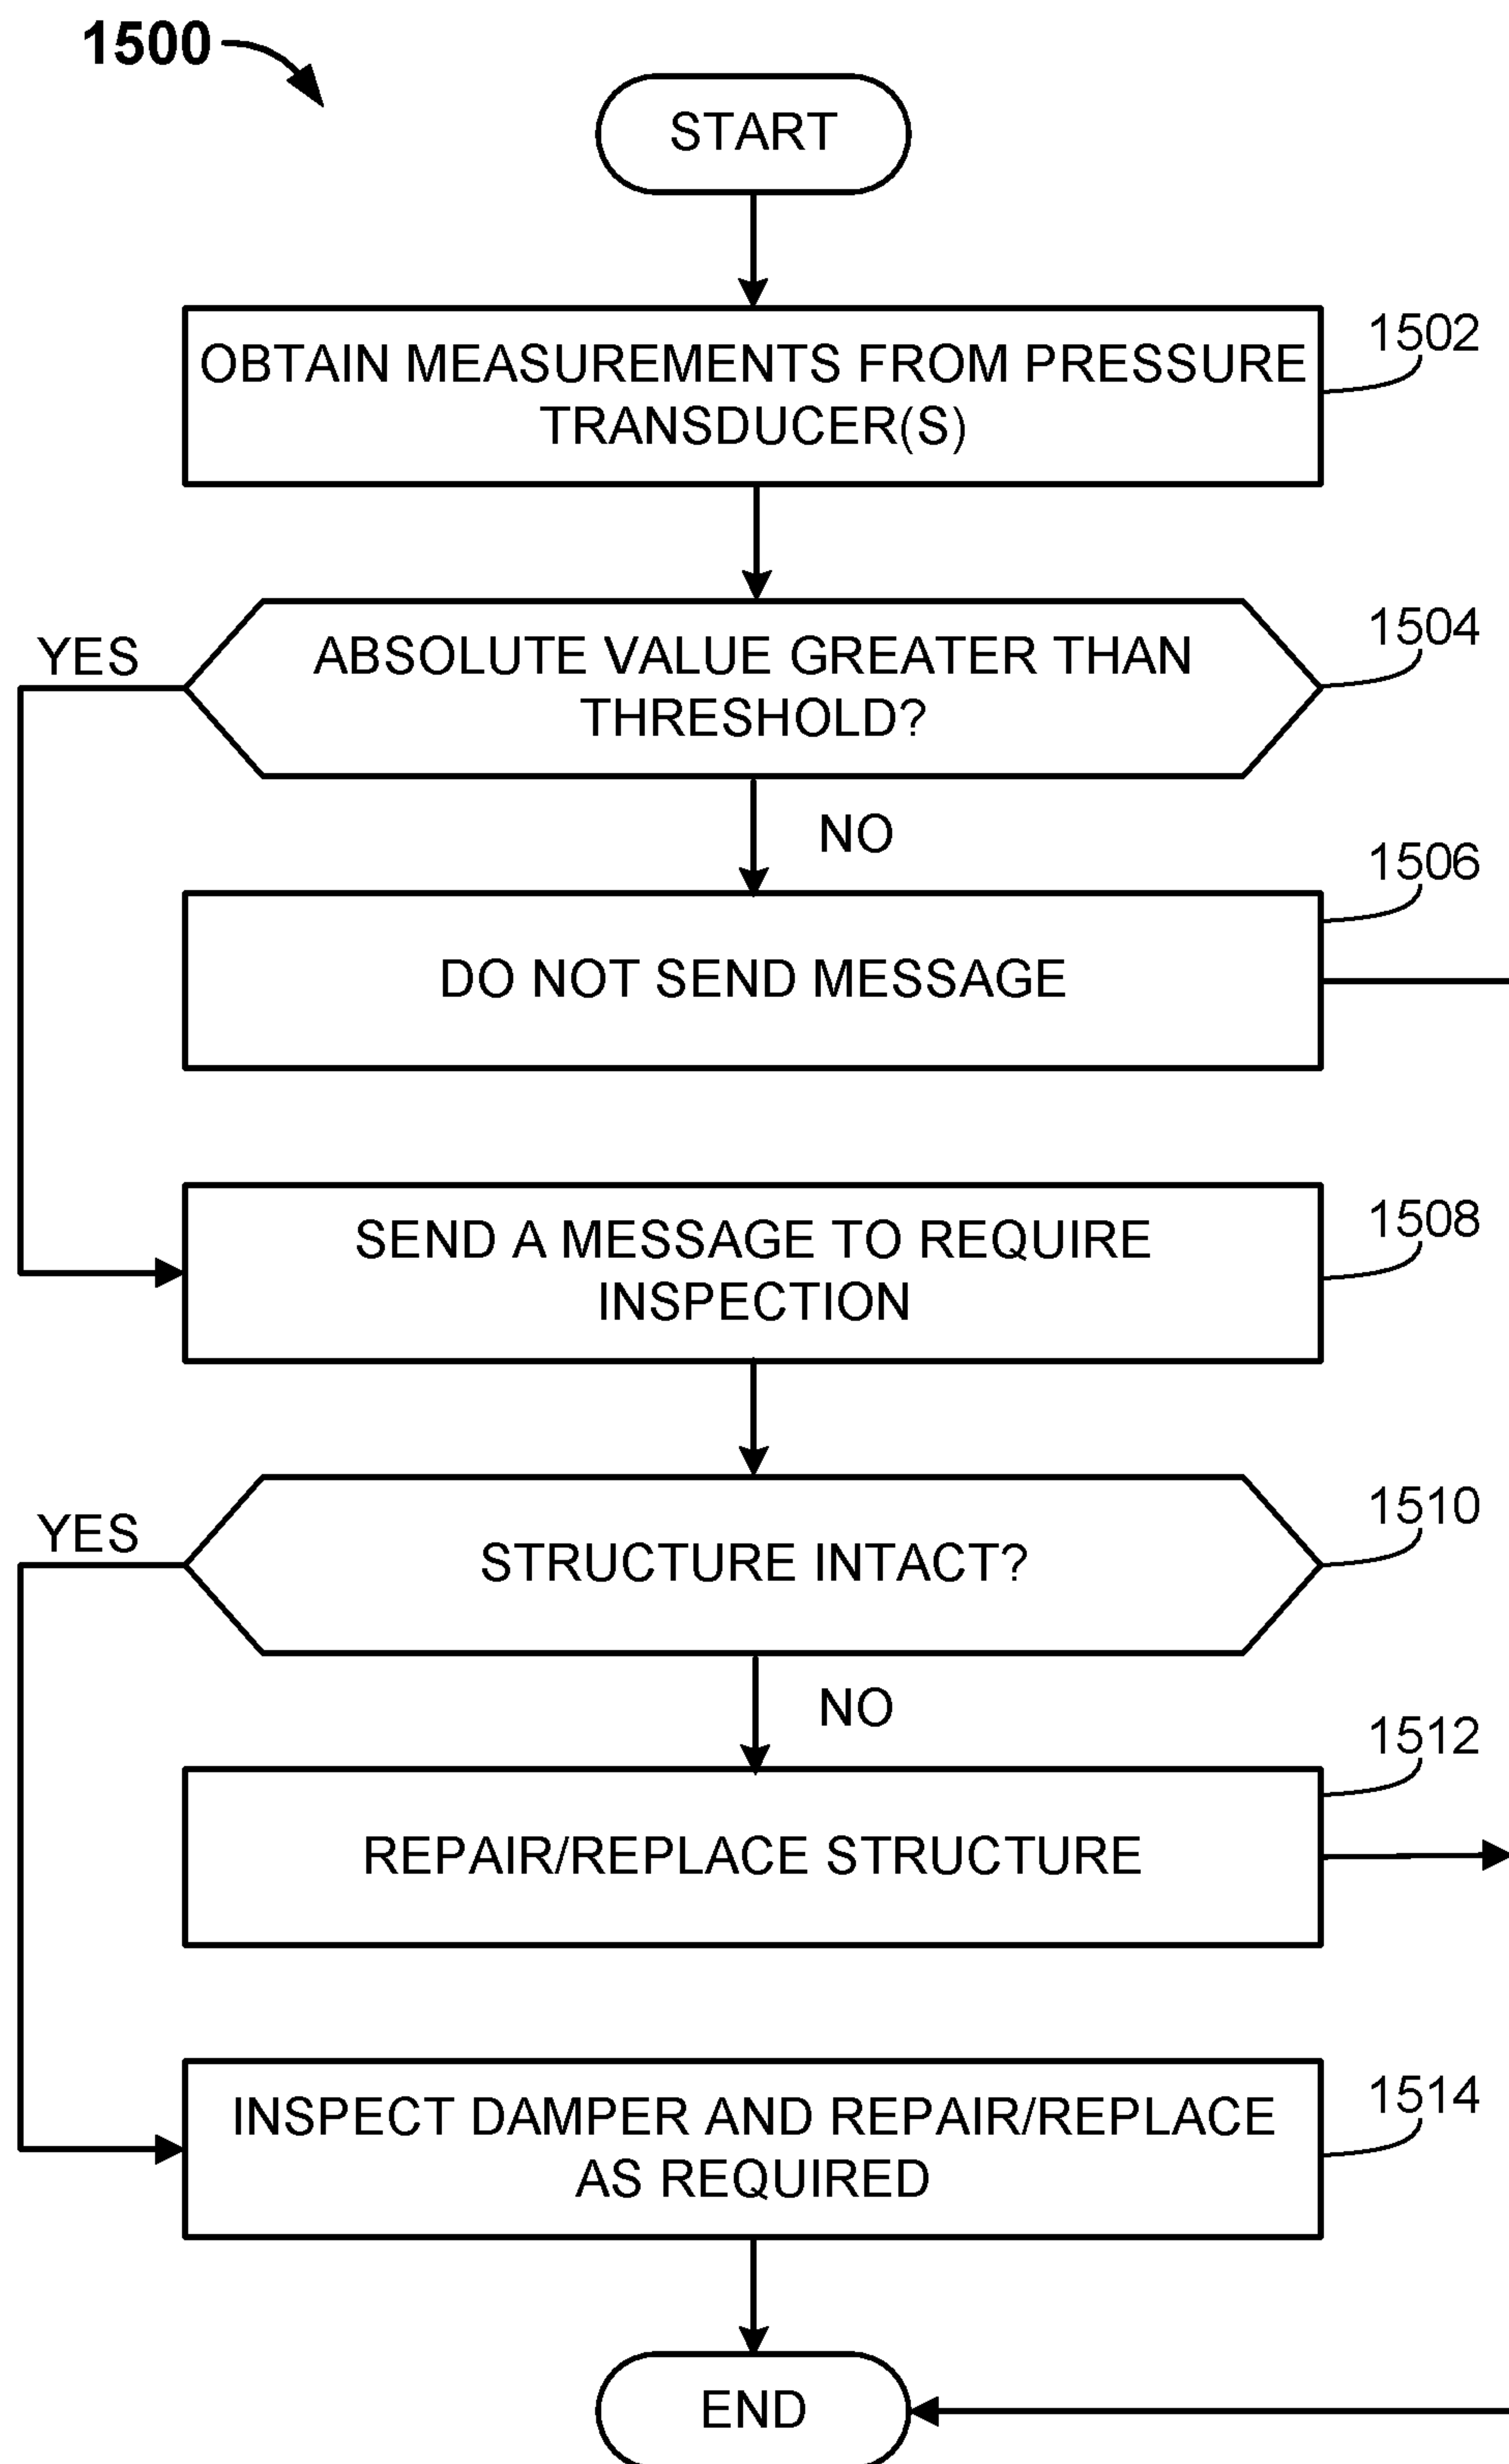 1500
START
OBTAIN MEASUREMENTS FROM PRESSURE
TRANSDUCER(S)
1502
ABSOLUTE VALUE GREATER THAN
THRESHOLD?
1504
YES
NO
DO NOT SEND MESSAGE
1506
SEND A MESSAGE TO REQUIRE
INSPECTION
1508
STRUCTURE INTACT?
1510
YES
NO
REPAIR/REPLACE STRUCTURE
1512
INSPECT DAMPER AND REPAIR/REPLACE
AS REQUIRED
1514
END